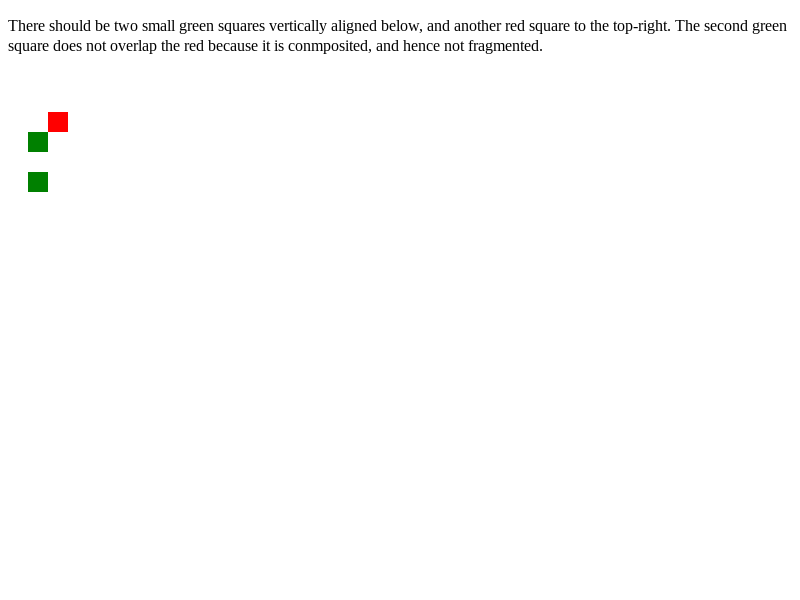 There should be two small green squares vertically aligned below, and another red square to the top-right. The second green
square does not overlap the red because it is conmposited, and hence not fragmented.